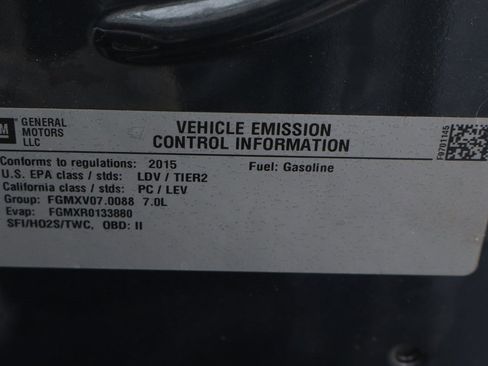 GM GENERAL MOTORS LLC
VEHICLE EMISSION
CONTROL INFORMATION
F9701145
Conforms to regulations: 2015 Fuel: Gasoline
U.S. EPA class / stds: LDV / TIER2
California class / stds: PC / LEV
Group: FGMXV07.0088 7.0L
Evap: FGMXR0133880
SFI/HO2S/TWC, OBD: II